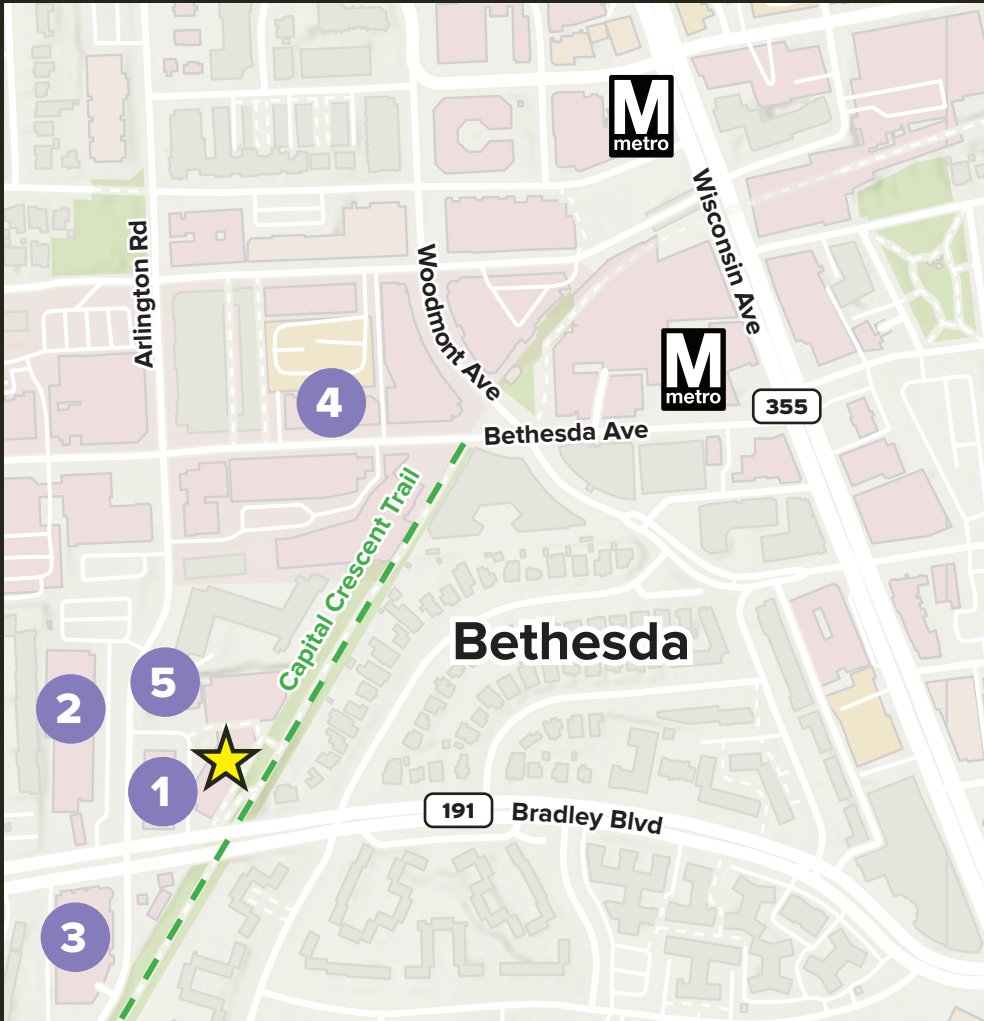 M
metro
Wisconsin Ave
Arlington Rd
Woodmont Ave
M
metro
4
355
Bethesda Ave
Capital Crescent Trail
Bethesda
5
2
1
191
Bradley Blvd
3